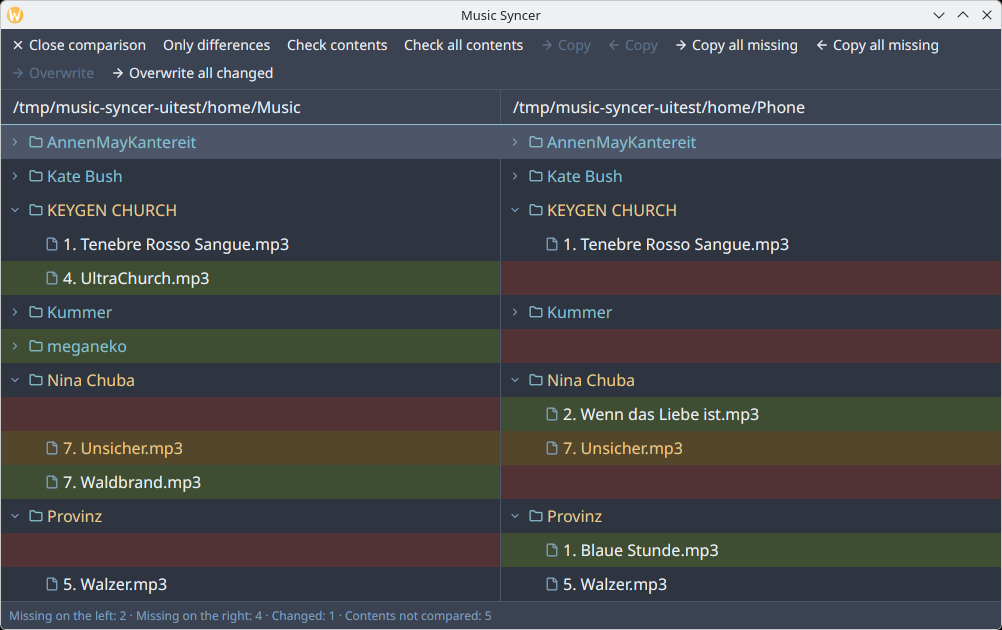 Music Syncer
Close comparison Only differences Check contents Check all contents → Copy ← Copy → Copy all missing ← Copy all missing
→ Overwrite → Overwrite all changed
/tmp/music-syncer-uitest/home/Music /tmp/music-syncer-uitest/home/Phone
AnnenMayKantereit AnnenMayKantereit
Kate Bush Kate Bush
KEYGEN CHURCH KEYGEN CHURCH
1. Tenebre Rosso Sangue.mp3 1. Tenebre Rosso Sangue.mp3
4. UltraChurch.mp3
Kummer Kummer
meganeko
Nina Chuba Nina Chuba
2. Wenn das Liebe ist.mp3
7. Unsicher.mp3 7. Unsicher.mp3
7. Waldbrand.mp3
Provinz Provinz
1. Blaue Stunde.mp3
5. Walzer.mp3 5. Walzer.mp3
Missing on the left: 2 · Missing on the right: 4 · Changed: 1 · Contents not compared: 5